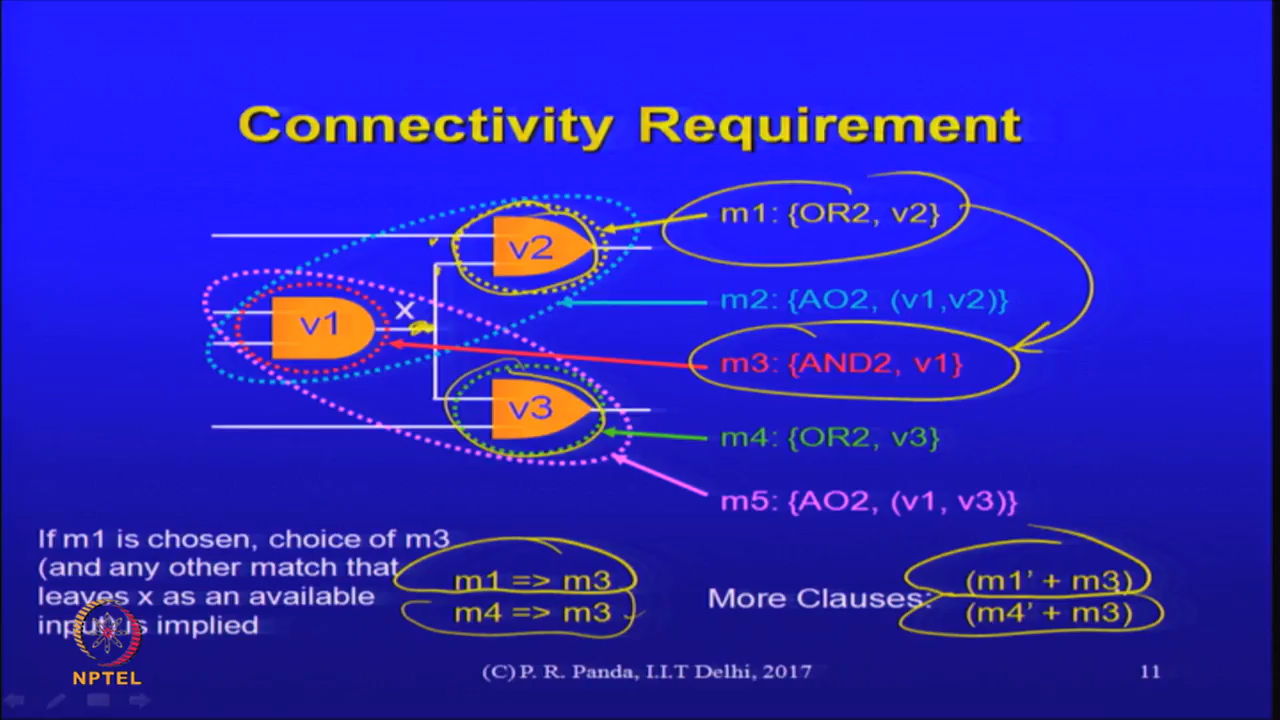 Connectivity Requirement
v2
m1: {OR2, v2}
m2: {AO2, (v1,v2)}
v1
x
m3: {AND2, v1}
v3
m4: {OR2, v3}
m5: {AO2, (v1, v3)}
If m1 is chosen, choice of m3
(and any other match that
leaves x as an available
input is implied
m1 => m3
m4 => m3
More Clauses:
(m1' + m3)
(m4' + m3)
NPTEL
(C) P. R. Panda, I.I.T Delhi, 2017
11